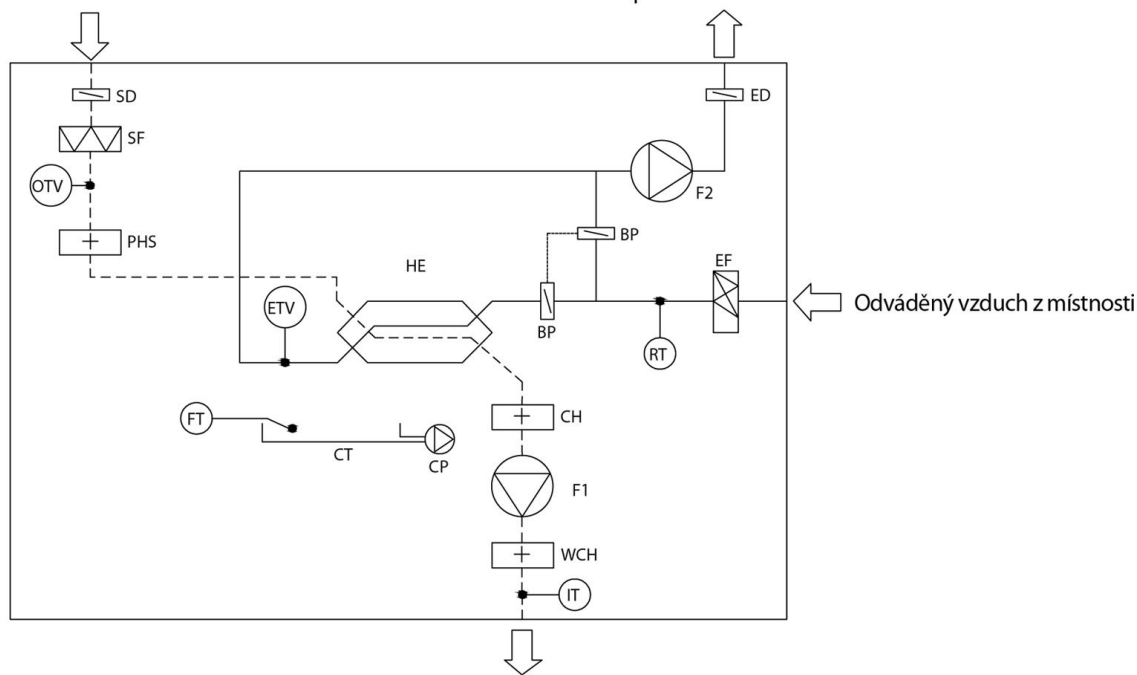 SD
ED
SF
OTV
F2
PHS
BP
HE
EF
ETV
Odváděný vzduch z místnosti
BP
RT
CH
FT
CT
CP
F1
WCH
IT